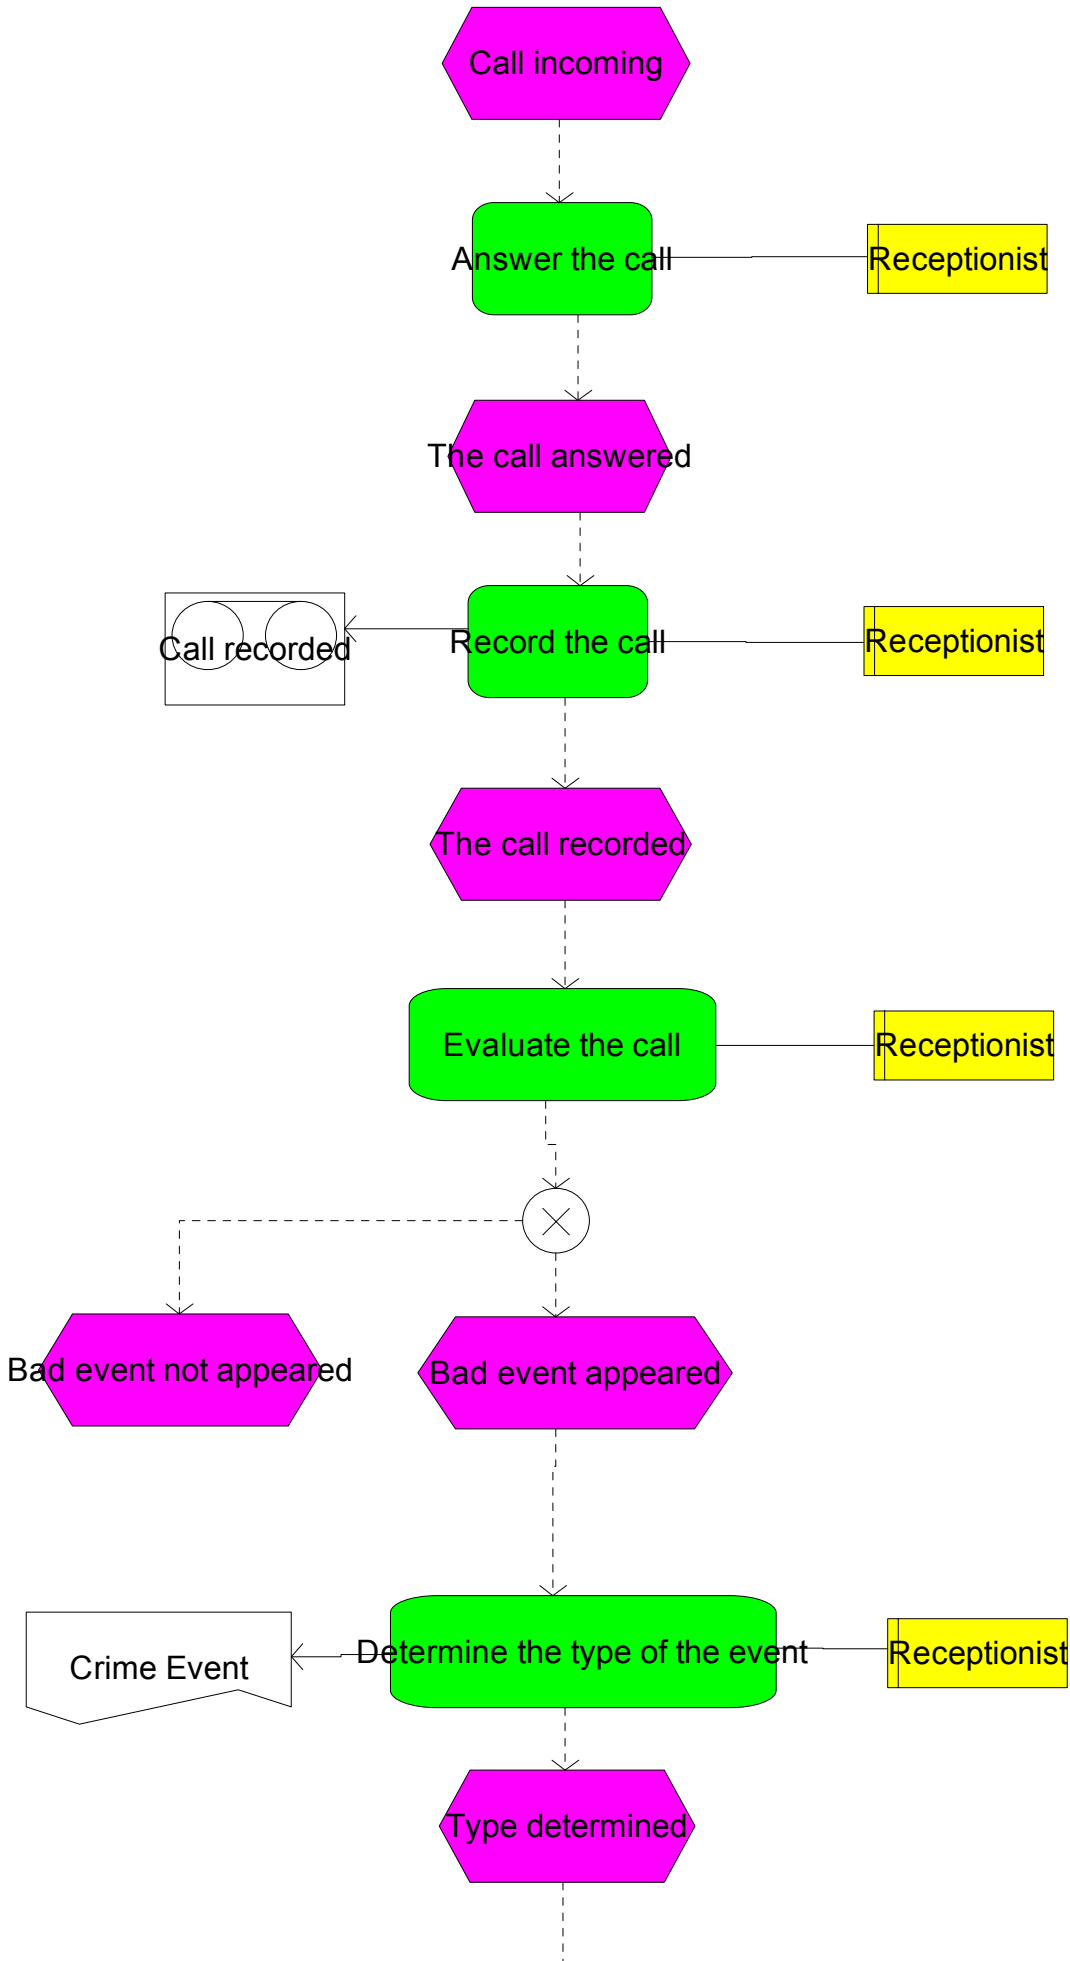 Call incoming
Answer the call
Receptionist
The call answered
Call recorded
Record the call
Receptionist
The call recorded
Evaluate the call
Receptionist
Bad event not appeared
Bad event appeared
Crime Event
Determine the type of the event
Receptionist
Type determined